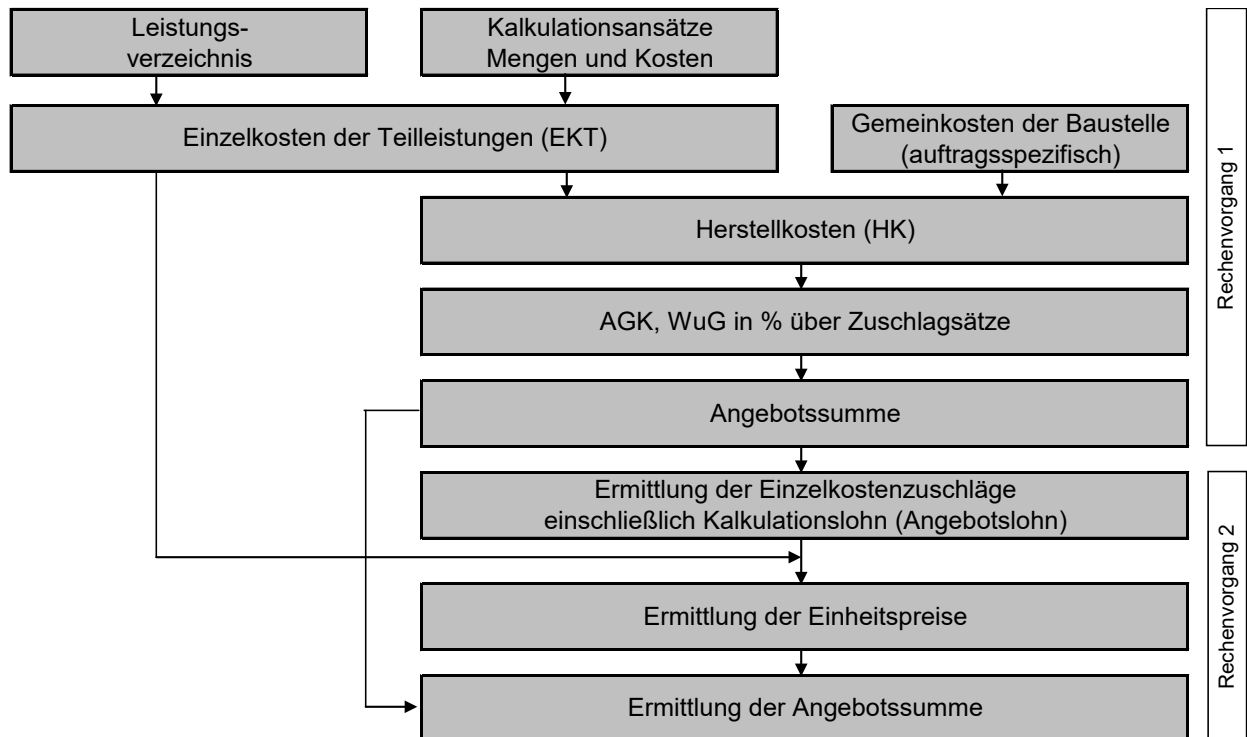 Leistungs-
verzeichnis
Kalkulationsansätze
Mengen und Kosten
Einzelkosten der Teilleistungen (EKT)
Gemeinkosten der Baustelle
(auftragsspezifisch)
Herstellkosten (HK)
AGK, WuG in % über Zuschlagsätze
Angebotssumme
Rechenvorgang 1
Ermittlung der Einzelkostenzuschläge
einschließlich Kalkulationslohn (Angebotslohn)
Ermittlung der Einheitspreise
Ermittlung der Angebotssumme
Rechenvorgang 2